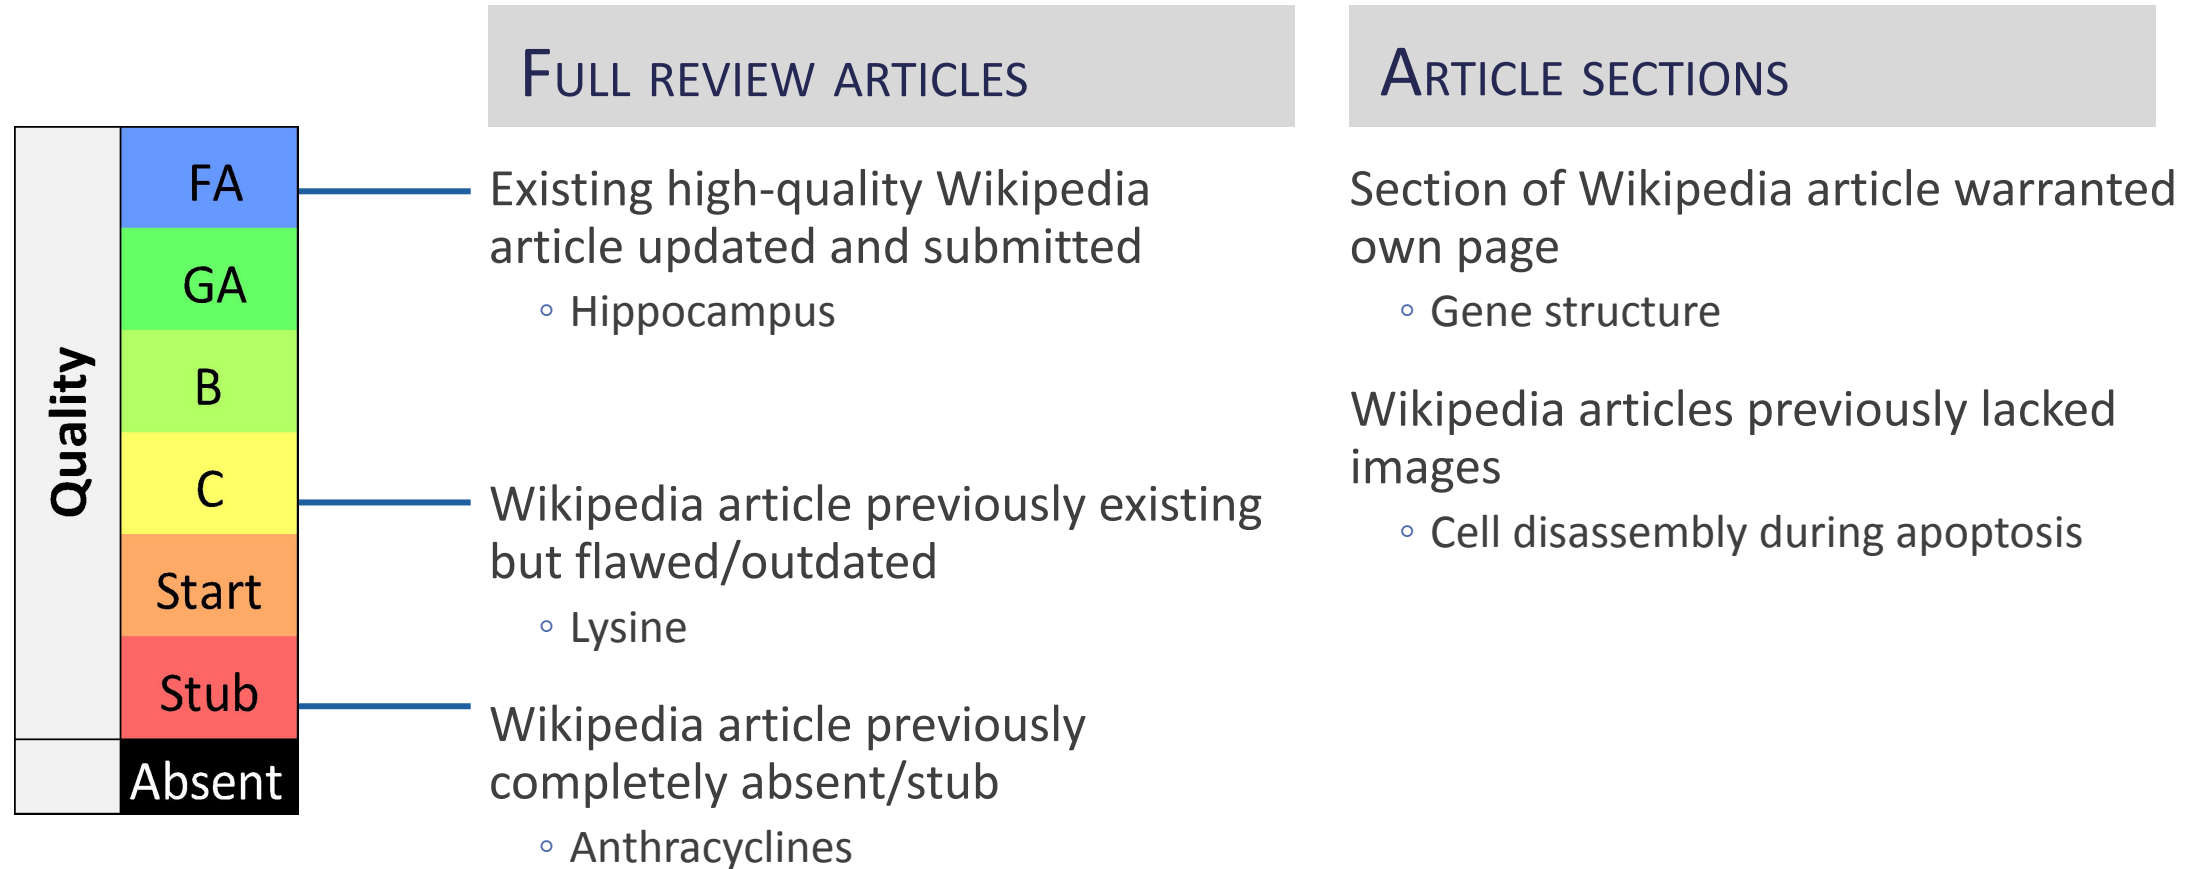 Quality
FA
GA
B
C
Start
Stub
Absent
FULL REVIEW ARTICLES
Existing high-quality Wikipedia
article updated and submitted
◦ Hippocampus
Wikipedia article previously existing
but flawed/outdated
◦ Lysine
Wikipedia article previously
completely absent/stub
◦ Anthracyclines
ARTICLE SECTIONS
Section of Wikipedia article warranted
own page
◦ Gene structure
Wikipedia articles previously lacked
images
◦ Cell disassembly during apoptosis